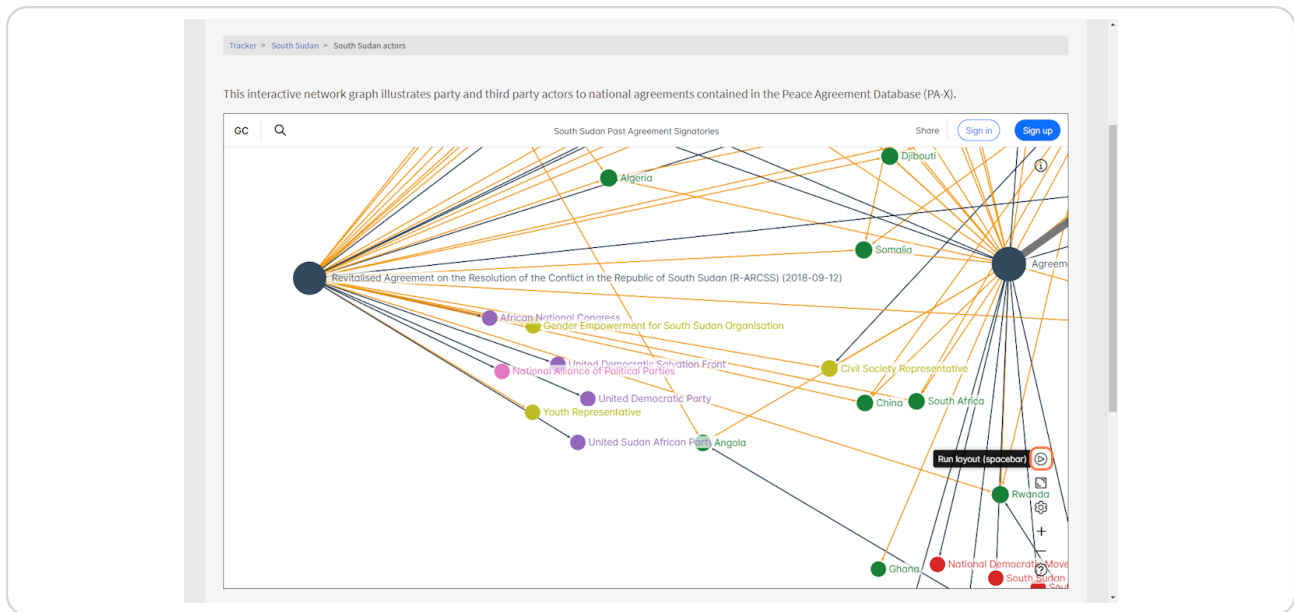 Tracker > South Sudan > South Sudan actors
This interactive network graph illustrates party and third party actors to national agreements contained in the Peace Agreement Database (PA-X).
GC South Sudan Past Agreement Signatories Share Sign in Sign up
Djibouti
Algeria
Somalia
Agreem
Revitalised Agreement on the Resolution of the Conflict in the Republic of South Sudan (R-ARCSS) (2018-09-12)
African National Congress
Gender Empowerment for South Sudan Organisation
United Democratic Salvation Front
Civil Society Representative
National Alliance of Political Parties
United Democratic Party
China
South Africa
Youth Representative
United Sudan African Party
Angola
Run layout (spacebar)
Rwanda
Ghana
National Democratic Move
South Sudan
Sou